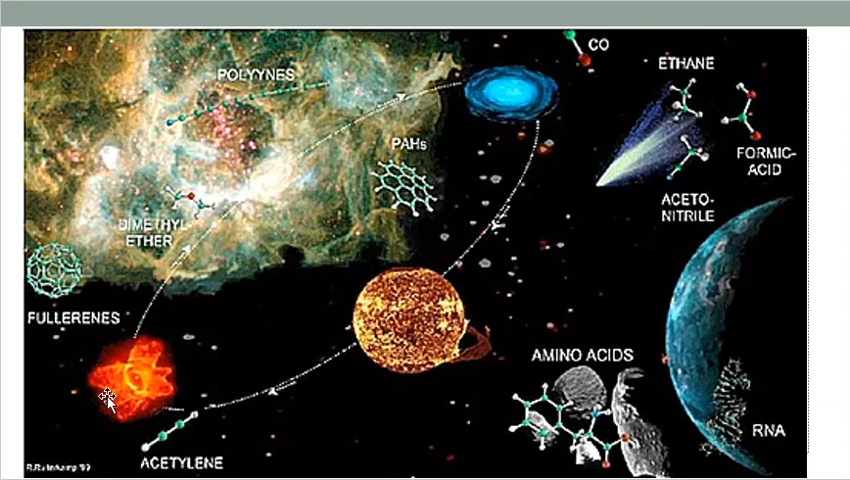 CO
POLYYNES
ETHANE
PAHs
FORMIC-
ACID
ACETO-
NITRILE
DIMETHYL-
ETHER
FULLERENES
AMINO ACIDS
RNA
ACETYLENE